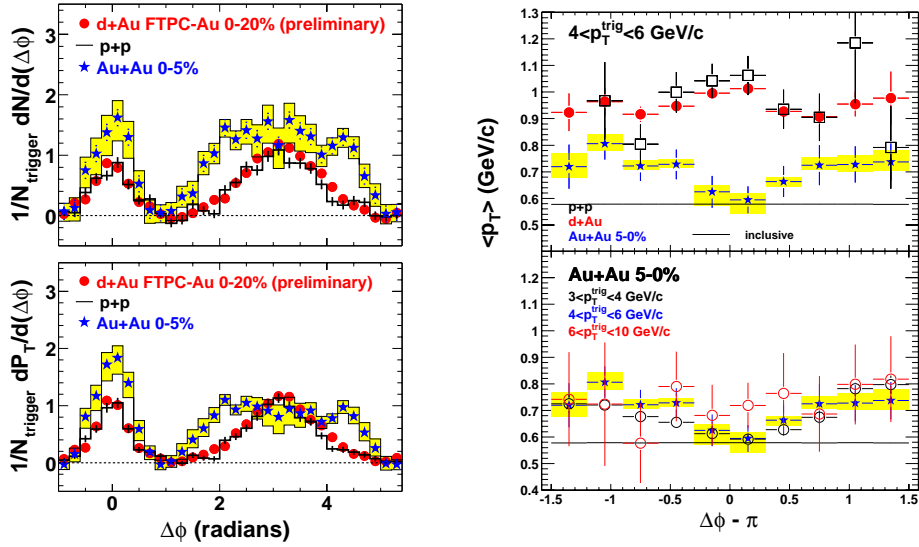 d+Au FTPC-Au 0-20% (preliminary)
p+p
Au+Au 0-5%
1/N_trigger dN/d(Δϕ)
3
2
1
0
d+Au FTPC-Au 0-20% (preliminary)
p+p
Au+Au 0-5%
1/N_trigger dP_T/d(Δϕ)
3
2
1
0
0 2 4
Δϕ (radians)
4<p_T^trig<6 GeV/c
<p_T> (GeV/c)
1.3
1.2
1.1
1.0
0.9
0.8
0.7
0.6
0.5
p+p
d+Au
Au+Au 5-0%
inclusive
Au+Au 5-0%
3<p_T^trig<4 GeV/c
4<p_T^trig<6 GeV/c
6<p_T^trig<10 GeV/c
1.2
1.1
1.0
0.9
0.8
0.7
0.6
0.5
0.4
-1.5 -1 -0.5 0 0.5 1 1.5
Δϕ - π